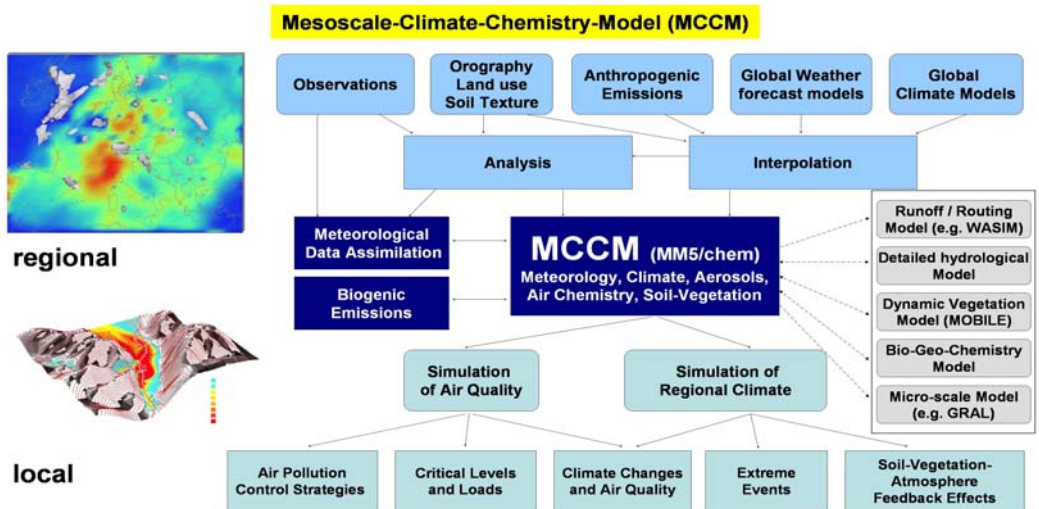 Mesoscale-Climate-Chemistry-Model (MCCM)
Observations
Orography
Land use
Soil Texture
Anthropogenic
Emissions
Global Weather
forecast models
Global
Climate Models
Analysis
Interpolation
regional
Meteorological
Data Assimilation
Biogenic
Emissions
MCCM (MM5/chem)
Meteorology, Climate, Aerosols,
Air Chemistry, Soil-Vegetation
Runoff / Routing
Model (e.g. WASIM)
Detailed hydrological
Model
Dynamic Vegetation
Model (MOBILE)
Bio-Geo-Chemistry
Model
Micro-scale Model
(e.g. GRAL)
Simulation
of Air Quality
Simulation of
Regional Climate
local
Air Pollution
Control Strategies
Critical Levels
and Loads
Climate Changes
and Air Quality
Extreme
Events
Soil-Vegetation-
Atmosphere
Feedback Effects